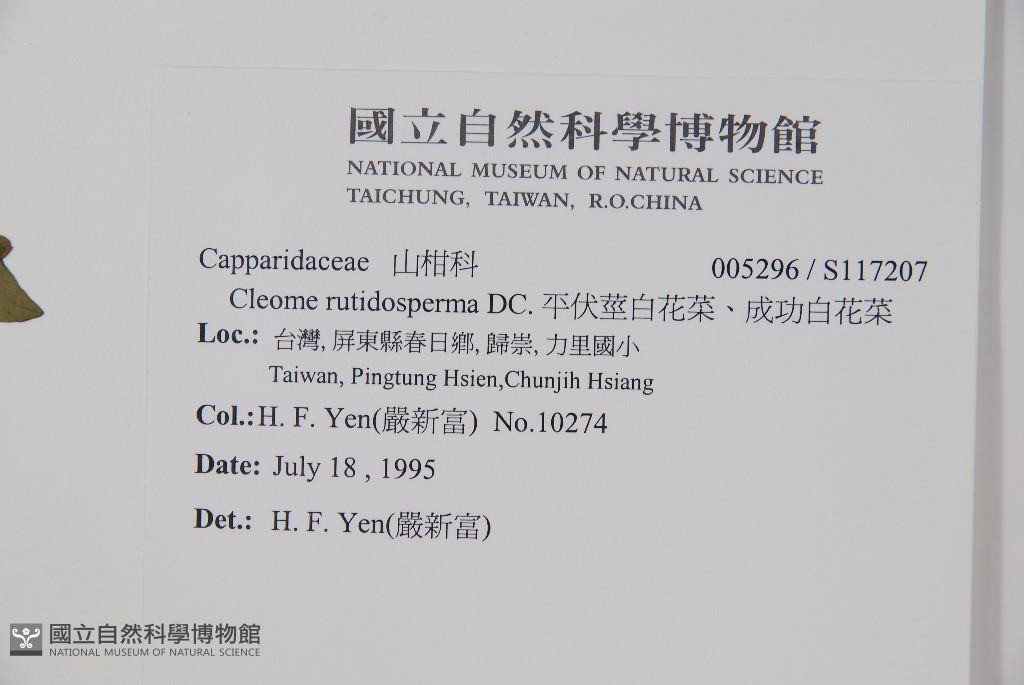 國立自然科學博物館
NATIONAL MUSEUM OF NATURAL SCIENCE
TAICHUNG, TAIWAN, R.O.CHINA
Capparidaceae 山柑科 005296 / S117207
Cleome rutidosperma DC. 平伏莖白花菜、成功白花菜
Loc.: 台灣, 屏東縣春日鄉, 歸崇, 力里國小
Taiwan, Pingtung Hsien,Chunjih Hsiang
Col.:H. F. Yen(嚴新富) No.10274
Date: July 18 , 1995
Det.: H. F. Yen(嚴新富)
國立自然科學博物館
NATIONAL MUSEUM OF NATURAL SCIENCE